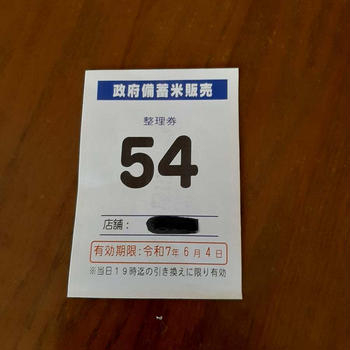 政府備蓄米販売
整理券
54
店舗：
有効期限：令和7年6月4日
※当日19時迄の引き換えに限り有効